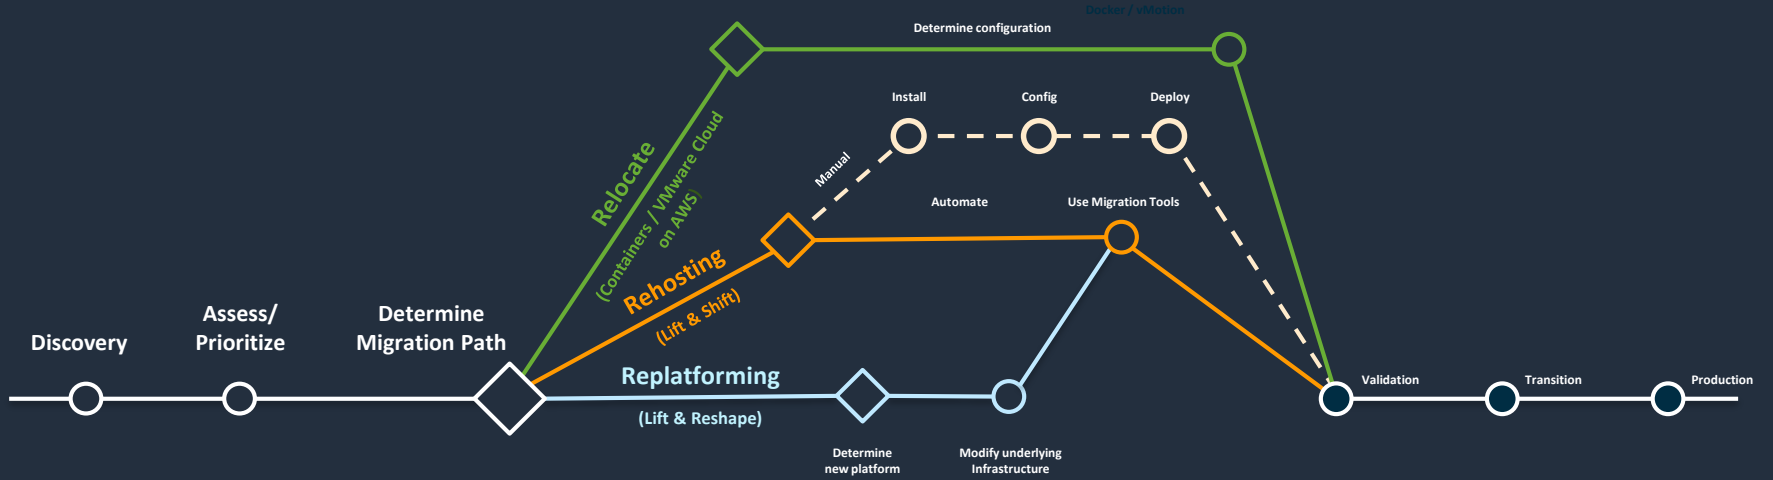 Docker / vMotion
Determine configuration
Install
Config
Deploy
Manual
Relocate
(Containers / VMware Cloud
on AWS)
Automate
Use Migration Tools
Rehosting
(Lift & Shift)
Discovery
Assess/
Prioritize
Determine
Migration Path
Replatforming
(Lift & Reshape)
Determine
new platform
Modify underlying
Infrastructure
Validation
Transition
Production